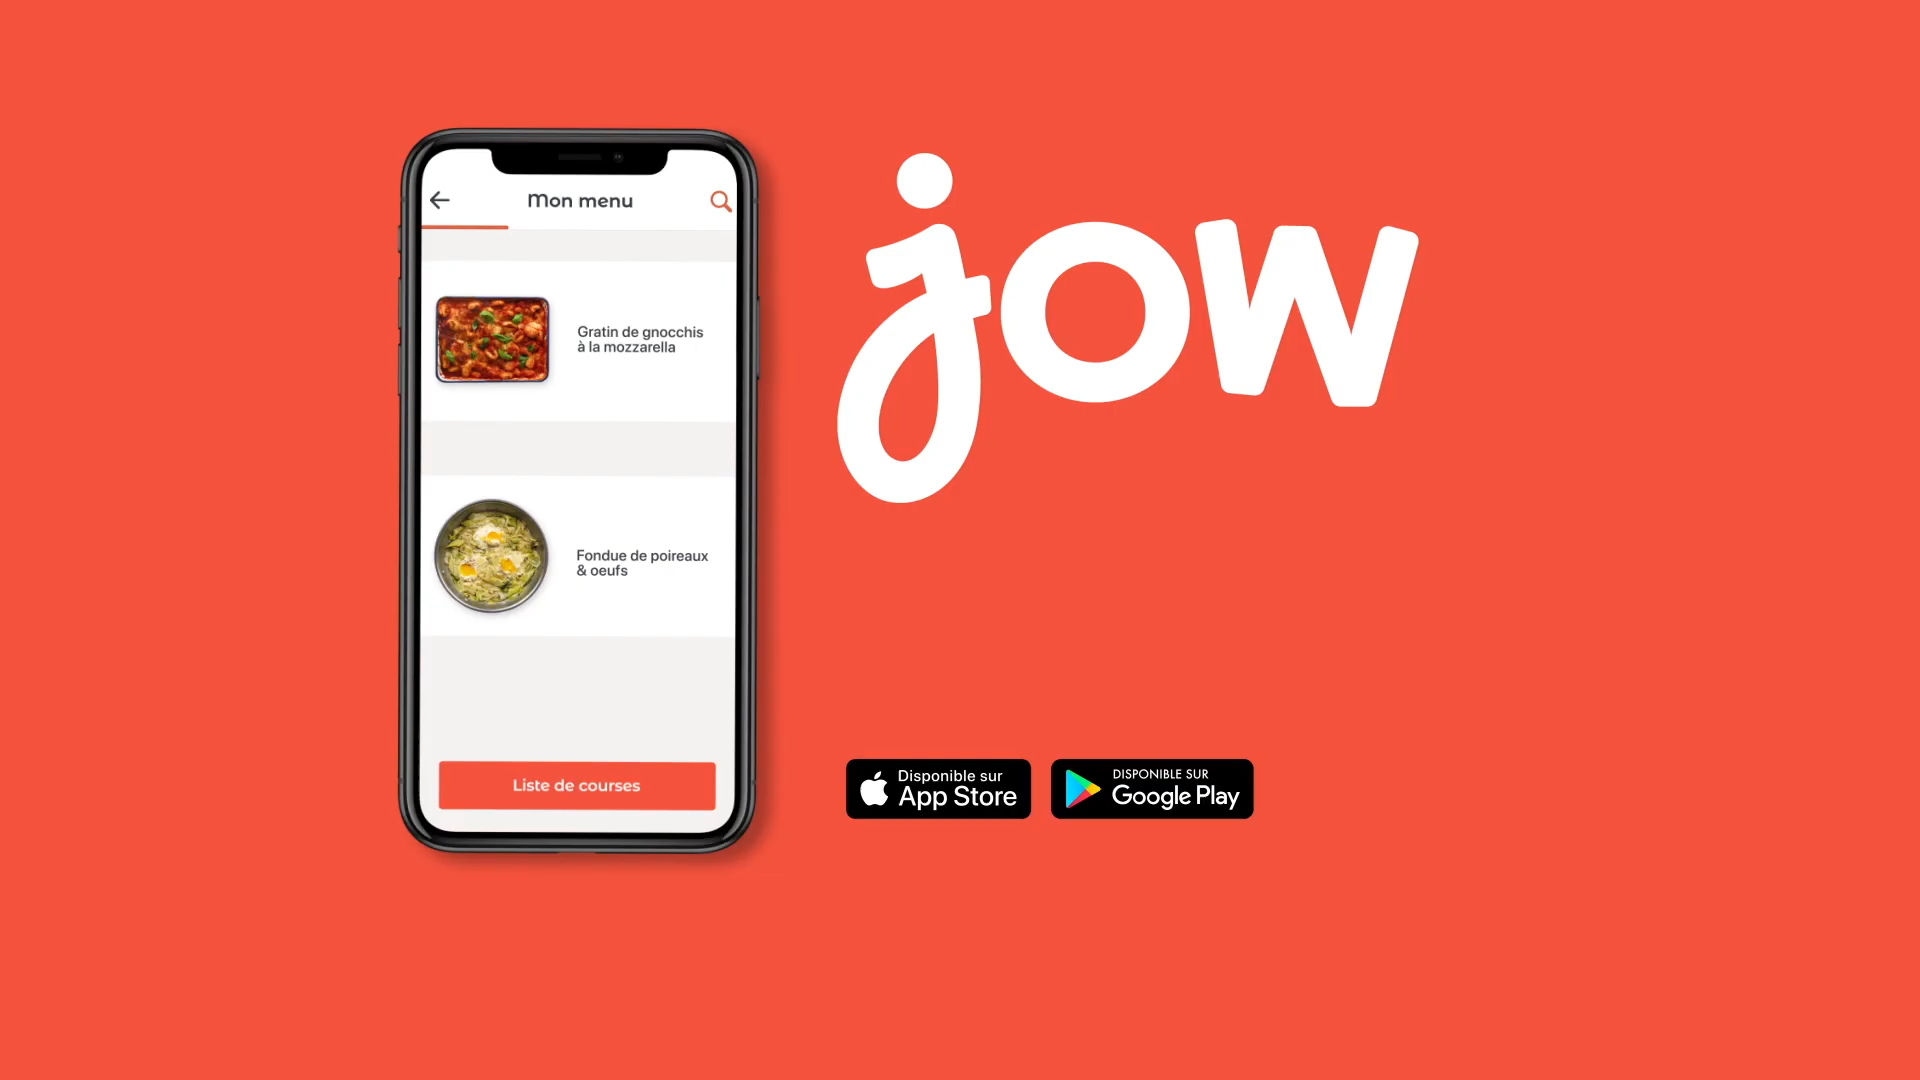 Mon menu
Gratin de gnocchis
à la mozzarella
Fondue de poireaux
& oeufs
Liste de courses
jow
Disponible sur
App Store
DISPONIBLE SUR
Google Play